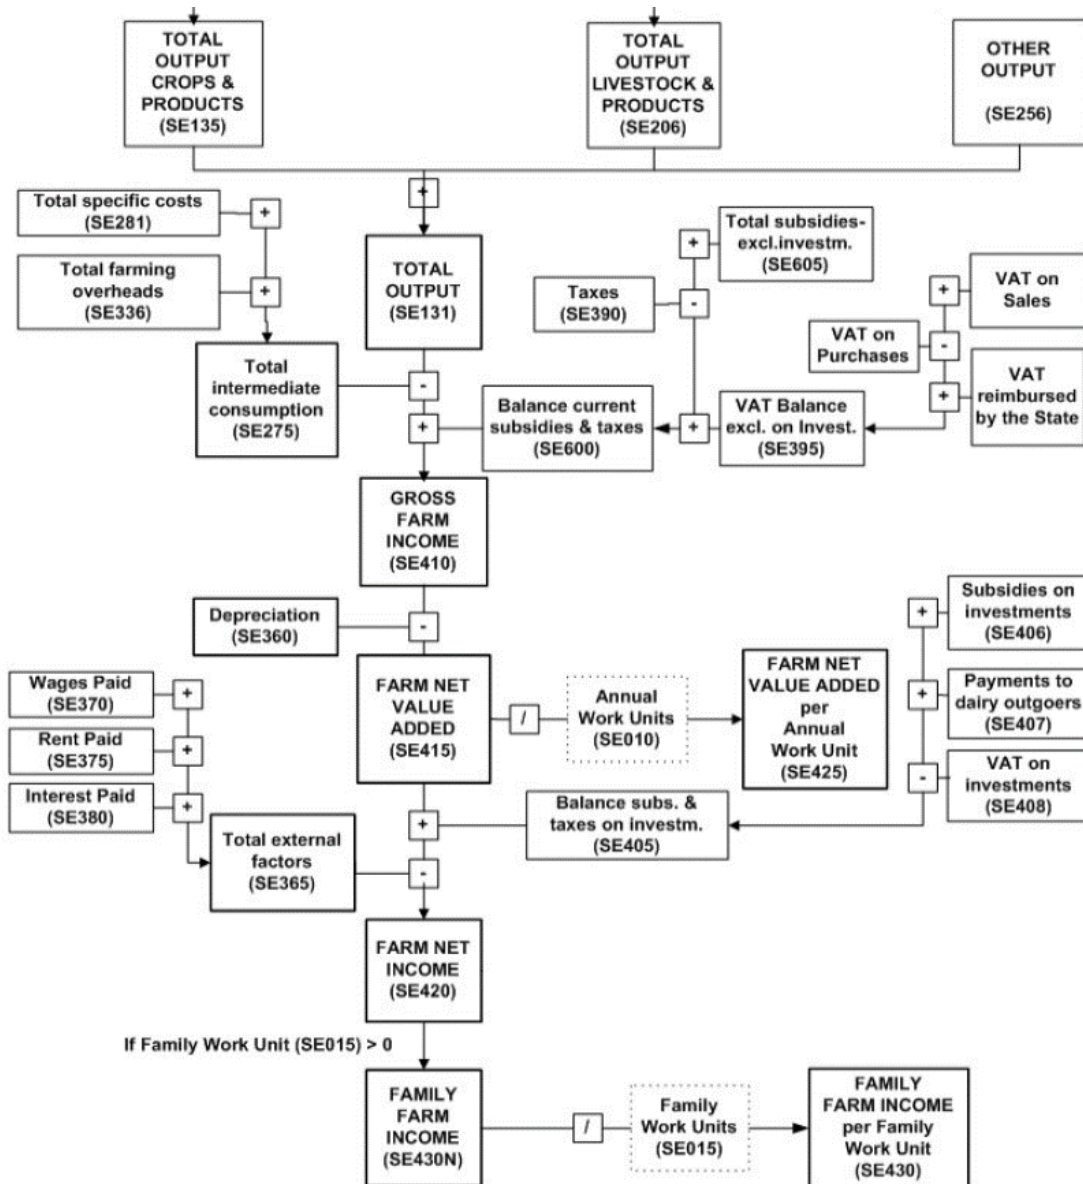 TOTAL
OUTPUT
CROPS &
PRODUCTS
(SE135)
TOTAL
OUTPUT
LIVESTOCK &
PRODUCTS
(SE206)
OTHER
OUTPUT
(SE256)
+
Total specific costs
(SE281)
+
Total farming
overheads
(SE336)
+
Total
intermediate
consumption
(SE275)
TOTAL
OUTPUT
(SE131)
-
+
Total subsidies-
excl.investm.
(SE605)
+
Taxes
(SE390)
-
VAT on
Sales
+
VAT on
Purchases
-
VAT
reimbursed
by the State
+
VAT Balance
excl. on Invest.
(SE395)
+
Balance current
subsidies & taxes
(SE600)
GROSS
FARM
INCOME
(SE410)
Depreciation
(SE360)
-
FARM NET
VALUE
ADDED
(SE415)
/
Annual
Work Units
(SE010)
FARM NET
VALUE ADDED
per
Annual
Work Unit
(SE425)
Subsidies on
investments
(SE406)
+
Payments to
dairy outgoers
(SE407)
+
VAT on
investments
(SE408)
-
Balance subs. &
taxes on investm.
(SE405)
+
Wages Paid
(SE370)
+
Rent Paid
(SE375)
+
Interest Paid
(SE380)
+
Total external
factors
(SE365)
-
FARM NET
INCOME
(SE420)
If Family Work Unit (SE015) > 0
FAMILY
FARM
INCOME
(SE430N)
/
Family
Work Units
(SE015)
FAMILY
FARM INCOME
per Family
Work Unit
(SE430)